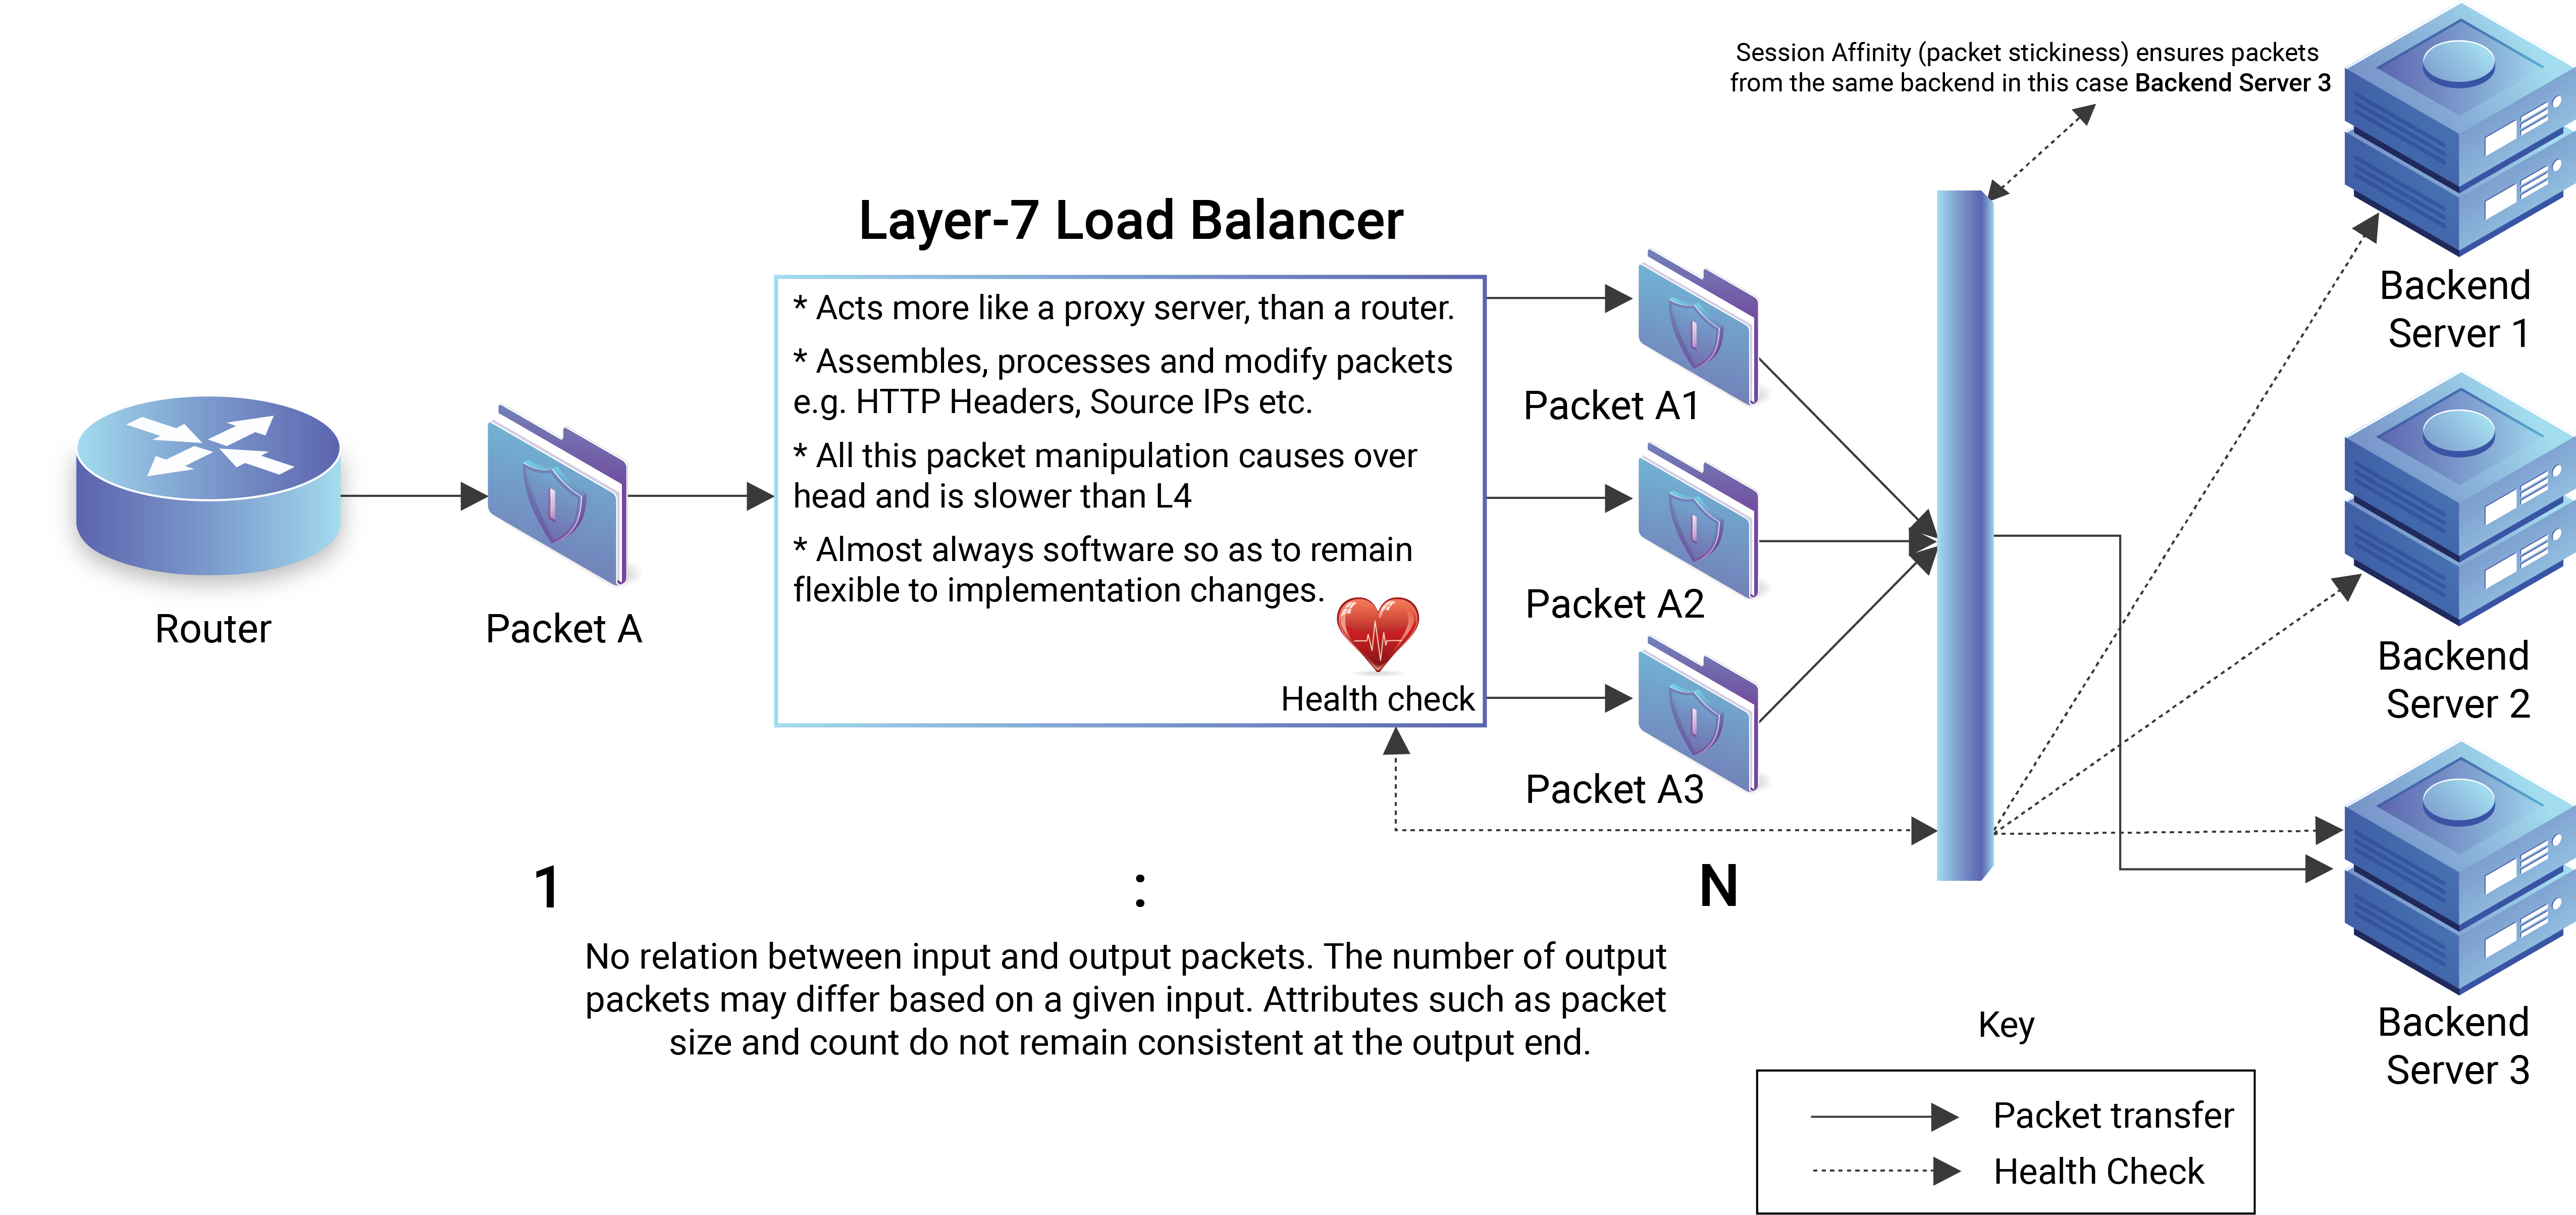 Session Affinity (packet stickiness) ensures packets
from the same backend in this case Backend Server 3
Layer-7 Load Balancer
* Acts more like a proxy server, than a router.
* Assembles, processes and modify packets
e.g. HTTP Headers, Source IPs etc.
* All this packet manipulation causes over
head and is slower than L4
* Almost always software so as to remain
flexible to implementation changes.
Health check
Router
Packet A
Packet A1
Packet A2
Packet A3
Backend
Server 1
Backend
Server 2
Backend
Server 3
1 : N
No relation between input and output packets. The number of output
packets may differ based on a given input. Attributes such as packet
size and count do not remain consistent at the output end.
Key
Packet transfer
Health Check